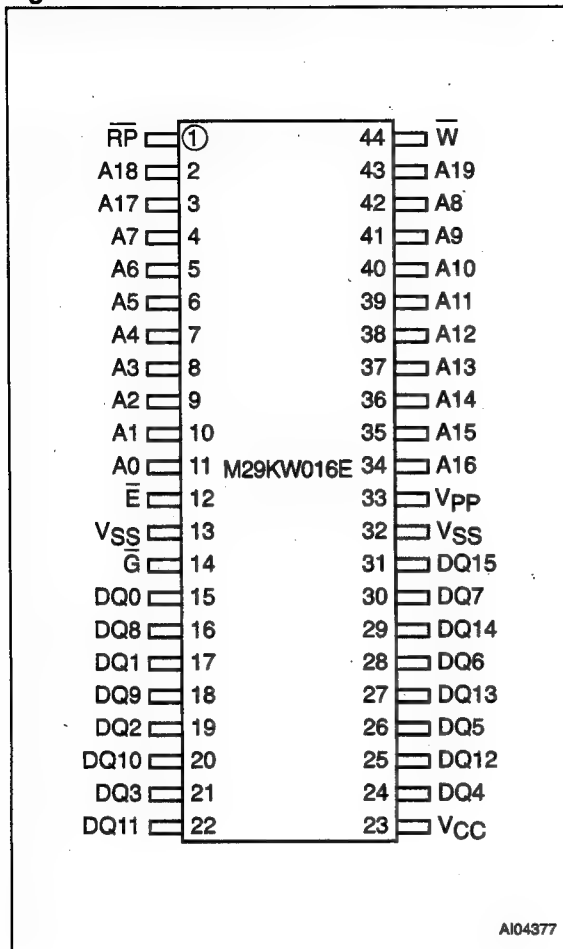 R̅P̅ 1 44 W̅
A18 2 43 A19
A17 3 42 A8
A7 4 41 A9
A6 5 40 A10
A5 6 39 A11
A4 7 38 A12
A3 8 37 A13
A2 9 36 A14
A1 10 35 A15
A0 11 M29KW016E 34 A16
E̅ 12 33 VPP
VSS 13 32 VSS
G̅ 14 31 DQ15
DQ0 15 30 DQ7
DQ8 16 29 DQ14
DQ1 17 28 DQ6
DQ9 18 27 DQ13
DQ2 19 26 DQ5
DQ10 20 25 DQ12
DQ3 21 24 DQ4
DQ11 22 23 VCC
AI04377